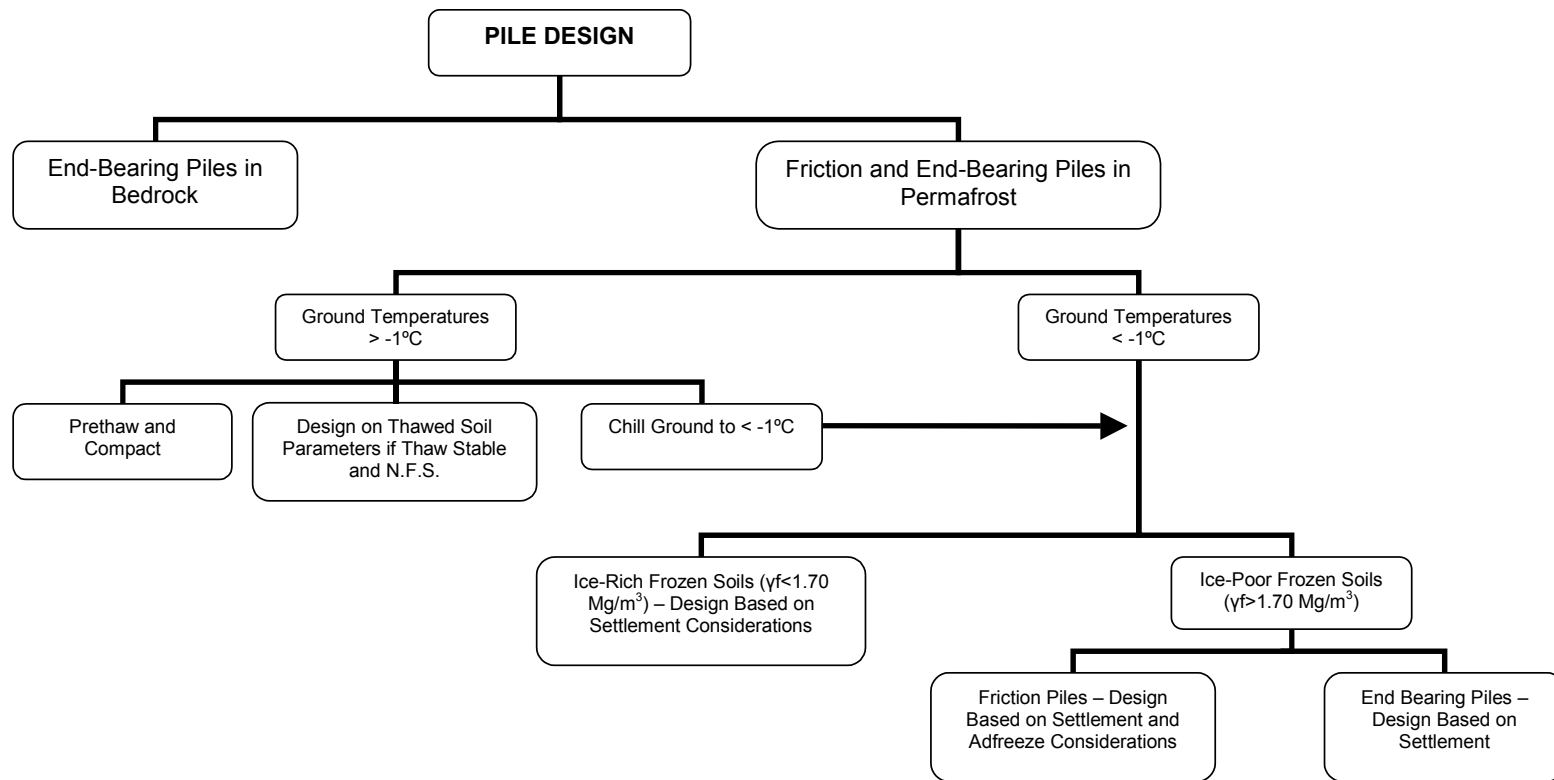 PILE DESIGN
End-Bearing Piles in
Bedrock
Friction and End-Bearing Piles in
Permafrost
Ground Temperatures
> -1ºC
Ground Temperatures
< -1ºC
Prethaw and
Compact
Design on Thawed Soil
Parameters if Thaw Stable
and N.F.S.
Chill Ground to < -1ºC
Ice-Rich Frozen Soils (γf<1.70
Mg/m³) – Design Based on
Settlement Considerations
Ice-Poor Frozen Soils
(γf>1.70 Mg/m³)
Friction Piles – Design
Based on Settlement and
Adfreeze Considerations
End Bearing Piles –
Design Based on
Settlement